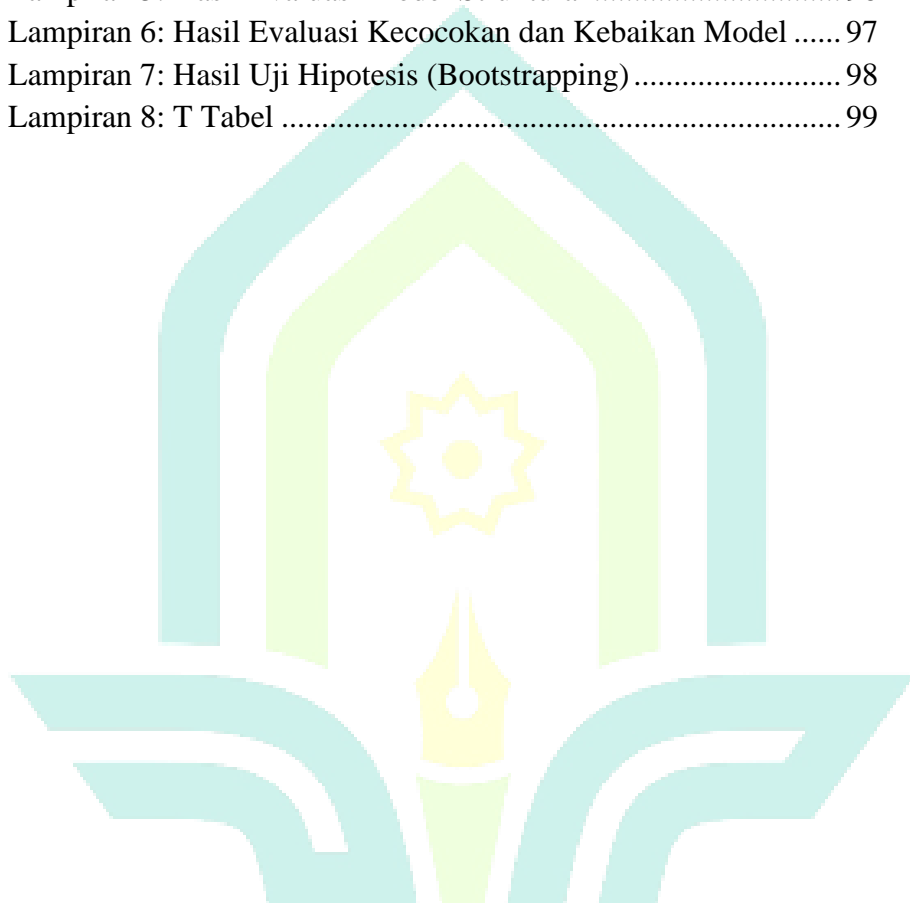 Lampiran 6: Hasil Evaluasi Kecocokan dan Kebaikan Model ...... 97
Lampiran 7: Hasil Uji Hipotesis (Bootstrapping) ......................... 98
Lampiran 8: T Tabel .................................................................... 99